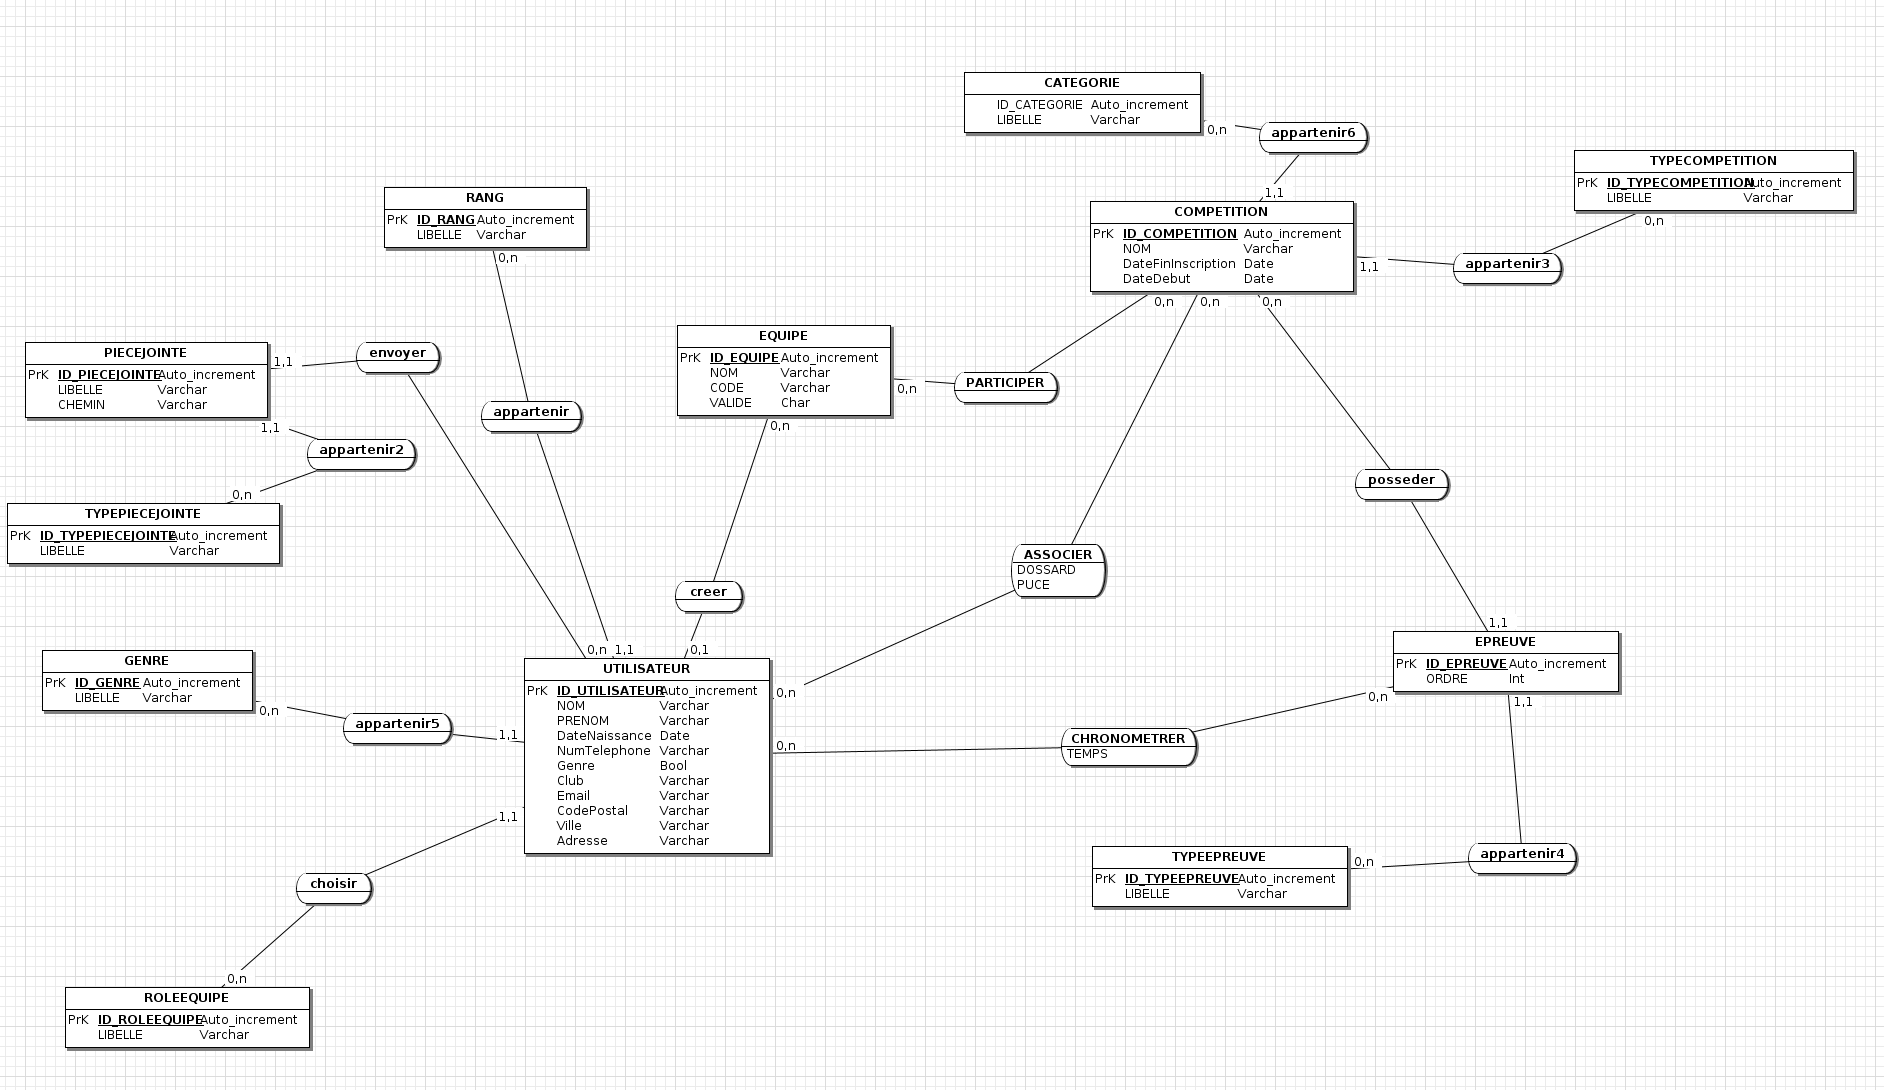 CATEGORIE
ID_CATEGORIE Auto_increment
LIBELLE Varchar
0,n
appartenir6
1,1
TYPECOMPETITION
PrK ID_TYPECOMPETITION Auto_increment
LIBELLE Varchar
0,n
appartenir3
1,1
COMPETITION
PrK ID_COMPETITION Auto_increment
NOM Varchar
DateFinInscription Date
DateDebut Date
0,n 0,n 0,n
RANG
PrK ID_RANG Auto_increment
LIBELLE Varchar
0,n
appartenir
EQUIPE
PrK ID_EQUIPE Auto_increment
NOM Varchar
CODE Varchar
VALIDE Char
0,n
PARTICIPER
0,n
PIECEJOINTE
PrK ID_PIECEJOINTE Auto_increment
LIBELLE Varchar
CHEMIN Varchar
1,1
envoyer
1,1
appartenir2
0,n
TYPEPIECEJOINTE
PrK ID_TYPEPIECEJOINTE Auto_increment
LIBELLE Varchar
posseder
ASSOCIER
DOSSARD
PUCE
creer
0,n 1,1 0,1
1,1
EPREUVE
PrK ID_EPREUVE Auto_increment
ORDRE Int
0,n
1,1
GENRE
PrK ID_GENRE Auto_increment
LIBELLE Varchar
0,n
appartenir5
1,1
UTILISATEUR
PrK ID_UTILISATEUR Auto_increment
NOM Varchar
PRENOM Varchar
DateNaissance Date
NumTelephone Varchar
Genre Bool
Club Varchar
Email Varchar
CodePostal Varchar
Ville Varchar
Adresse Varchar
0,n
0,n
CHRONOMETRER
TEMPS
1,1
choisir
0,n
TYPEEPREUVE
PrK ID_TYPEEPREUVE Auto_increment
LIBELLE Varchar
0,n
appartenir4
ROLEEQUIPE
PrK ID_ROLEEQUIPE Auto_increment
LIBELLE Varchar